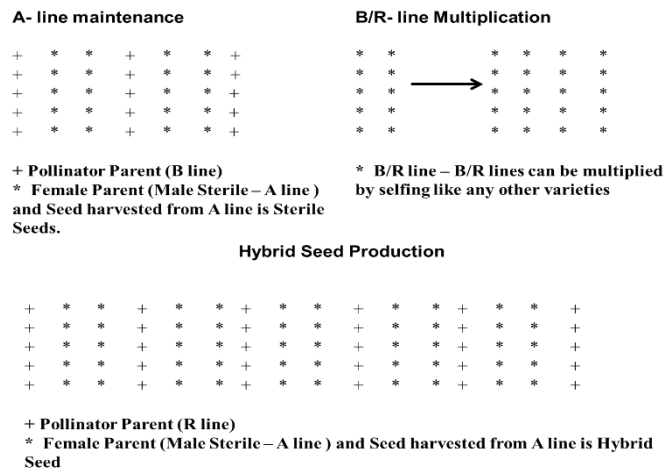 A- line maintenance
+ * * + * * +
+ * * + * * +
+ * * + * * +
+ * * + * * +
+ * * + * * +
+ Pollinator Parent (B line)
* Female Parent (Male Sterile – A line )
and Seed harvested from A line is Sterile
Seeds.
B/R- line Multiplication
* * * * * *
* * * * * *
* * * * * *
* * * * * *
* * * * * *
* B/R line – B/R lines can be multiplied
by selfing like any other varieties
Hybrid Seed Production
+ * * + * * + * * + * * + * * +
+ * * + * * + * * + * * + * * +
+ * * + * * + * * + * * + * * +
+ * * + * * + * * + * * + * * +
+ * * + * * + * * + * * + * * +
+ Pollinator Parent (R line)
* Female Parent (Male Sterile – A line ) and Seed harvested from A line is Hybrid
Seed